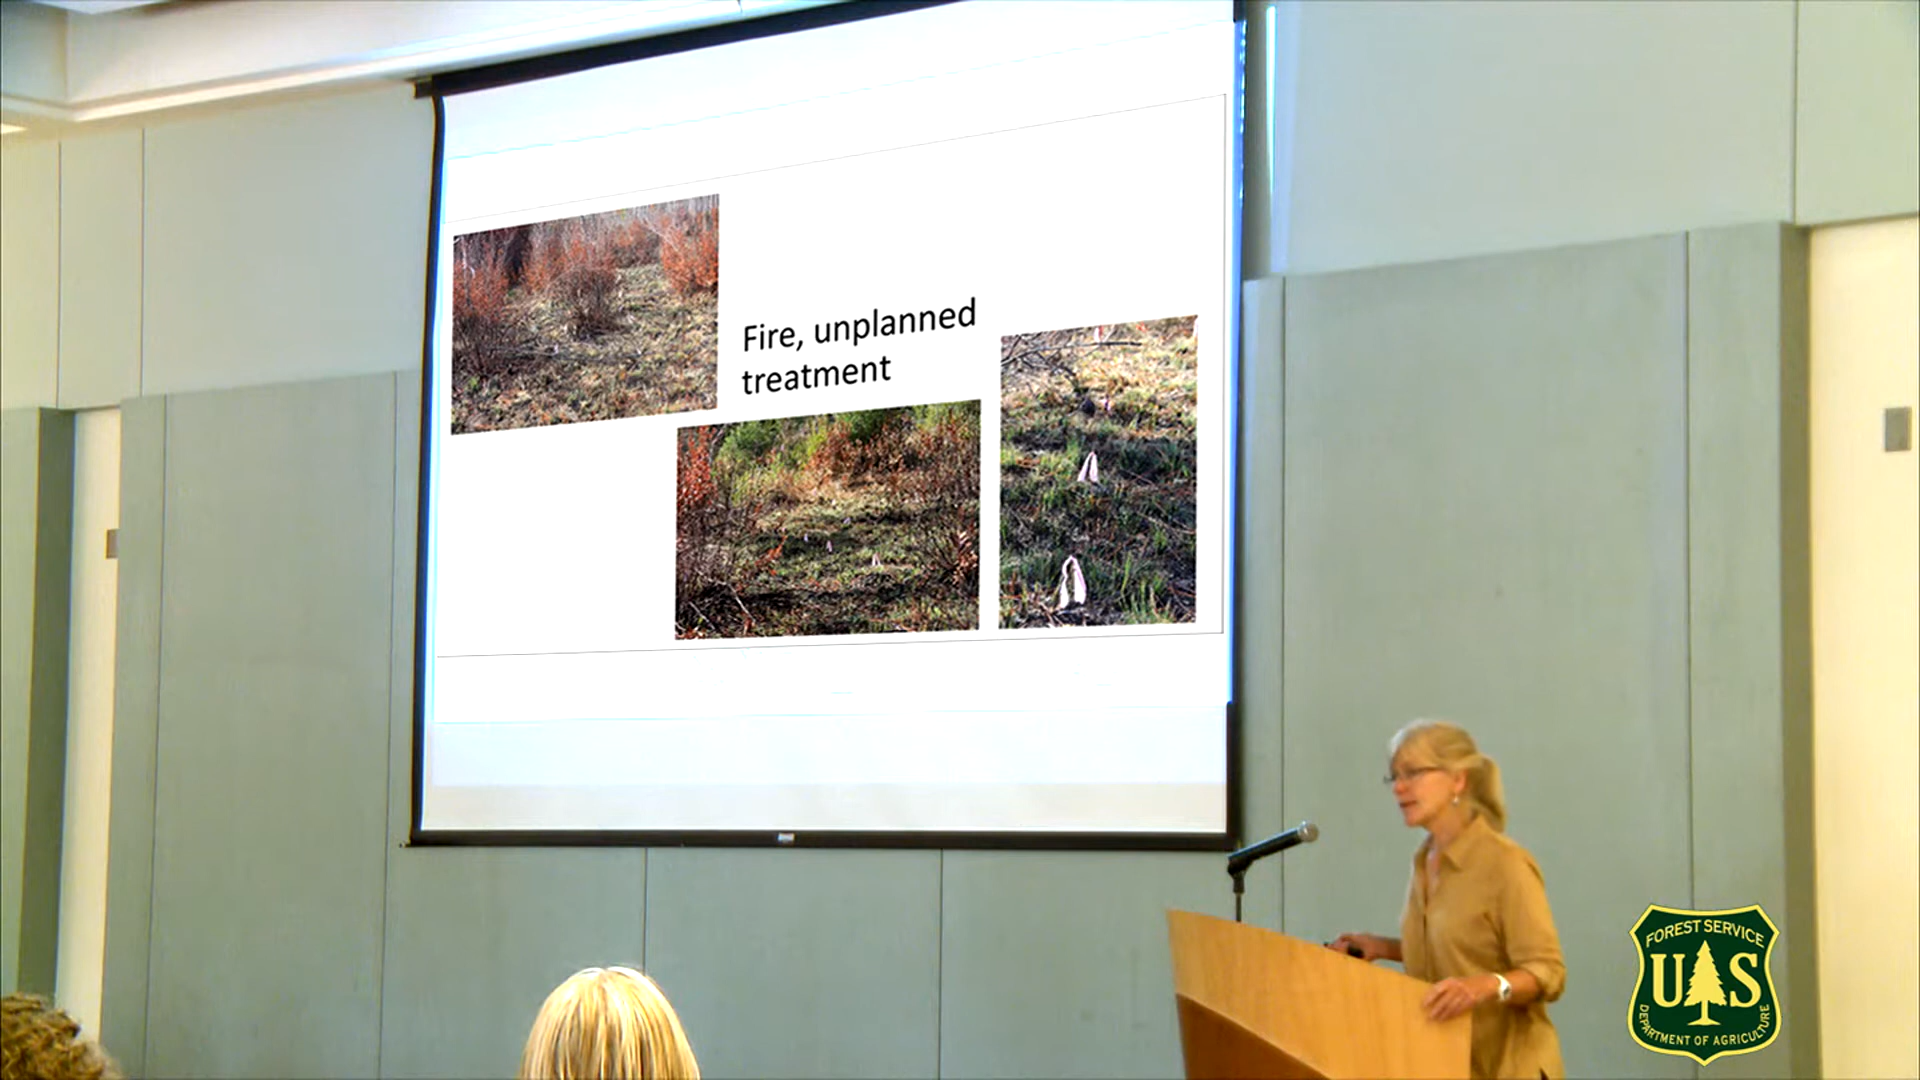 Fire, unplanned
treatment
FOREST SERVICE
U S
DEPARTMENT OF AGRICULTURE